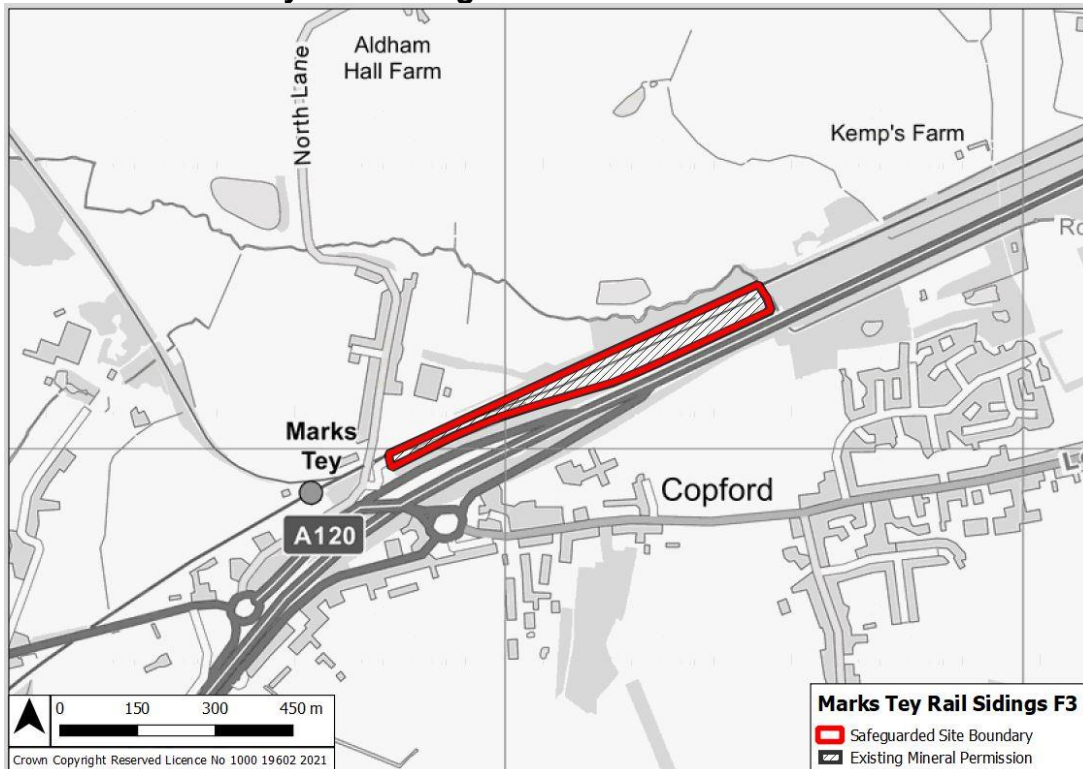 Aldham
Hall Farm
North Lane
Kemp's Farm
Marks
Tey
A120
Copford
0 150 300 450 m
Crown Copyright Reserved Licence No 1000 19602 2021
Marks Tey Rail Sidings F3
Safeguarded Site Boundary
Existing Mineral Permission